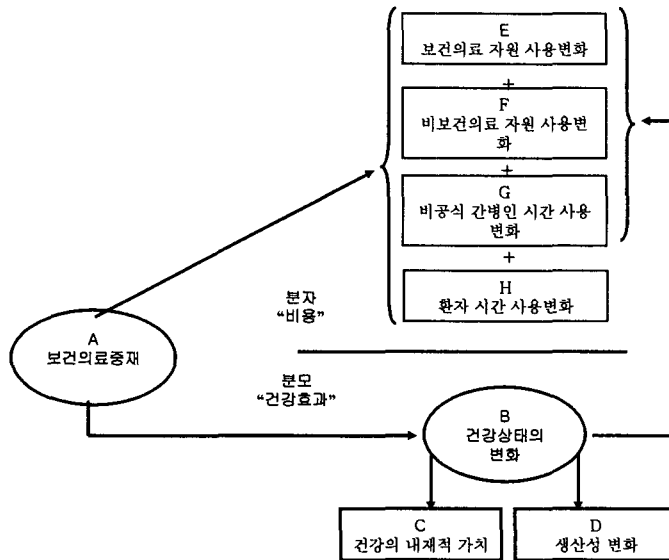 E
보건의료 자원 사용변화
+
F
비보건의료 자원 사용변
화
+
G
비공식 간병인 시간 사용
변화
+
H
환자 시간 사용변화
분자
“비용”
A
보건의료중재
분모
“건강효과”
B
건강상태의
변화
C
건강의 내재적 가치
D
생산성 변화